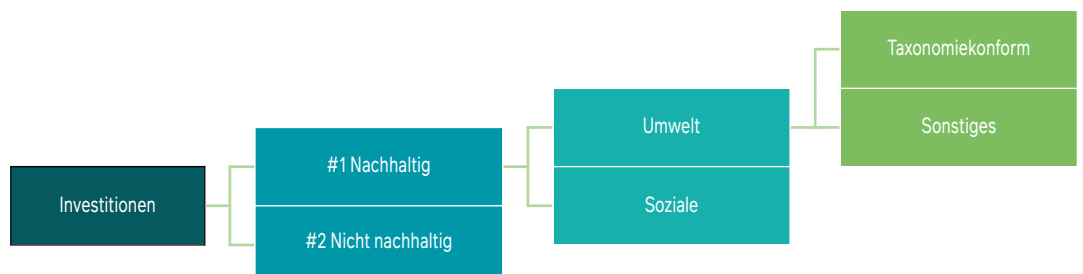 Investitionen
#1 Nachhaltig
#2 Nicht nachhaltig
Umwelt
Soziale
Taxonomiekonform
Sonstiges